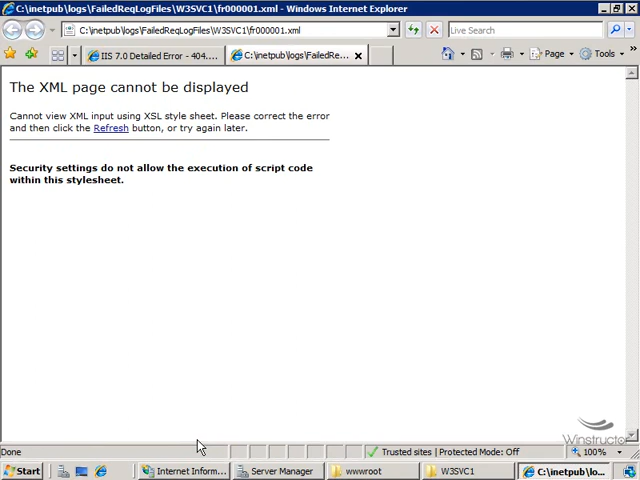 C:\inetpub\logs\FailedReqLogFiles\W3SVC1\fr000001.xml - Windows Internet Explorer
C:\inetpub\logs\FailedReqLogFiles\W3SVC1\fr000001.xml
Live Search
IIS 7.0 Detailed Error - 404....
C:\inetpub\logs\FailedRe...
Page
Tools
The XML page cannot be displayed
Cannot view XML input using XSL style sheet. Please correct the error
and then click the Refresh button, or try again later.
Security settings do not allow the execution of script code
within this stylesheet.
Winstructor
Done
Trusted sites | Protected Mode: Off
100%
Start
Internet Inform...
Server Manager
wwwroot
W3SVC1
C:\inetpub\lo...